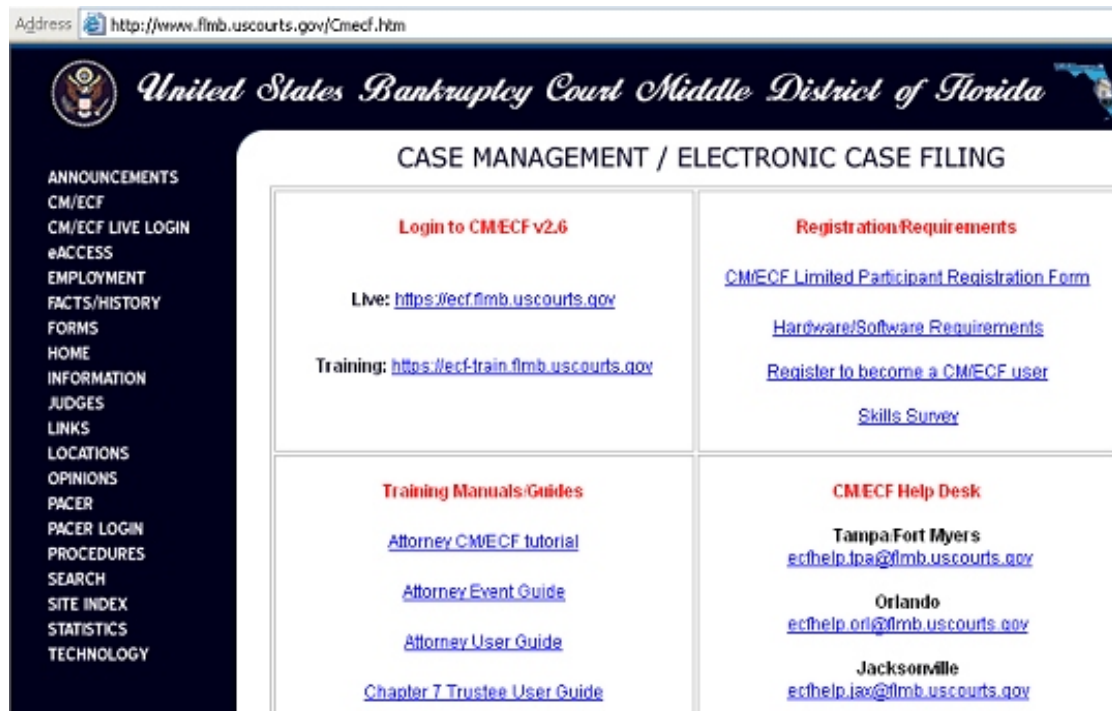 Address http://www.flmb.uscourts.gov/Cmecf.htm
United States Bankruptcy Court Middle District of Florida
ANNOUNCEMENTS
CM/ECF
CM/ECF LIVE LOGIN
eACCESS
EMPLOYMENT
FACTS/HISTORY
FORMS
HOME
INFORMATION
JUDGES
LINKS
LOCATIONS
OPINIONS
PACER
PACER LOGIN
PROCEDURES
SEARCH
SITE INDEX
STATISTICS
TECHNOLOGY
CASE MANAGEMENT / ELECTRONIC CASE FILING
Login to CM/ECF v2.6
Live: https://ecf.flmb.uscourts.gov
Training: https://ecf-train.flmb.uscourts.gov
Registration/Requirements
CM/ECF Limited Participant Registration Form
Hardware/Software Requirements
Register to become a CM/ECF user
Skills Survey
Training Manuals/Guides
Attorney CM/ECF tutorial
Attorney Event Guide
Attorney User Guide
Chapter 7 Trustee User Guide
CM/ECF Help Desk
Tampa/Fort Myers
ecfhelp.tpa@flmb.uscourts.gov
Orlando
ecfhelp.orl@flmb.uscourts.gov
Jacksonville
ecfhelp.jax@flmb.uscourts.gov